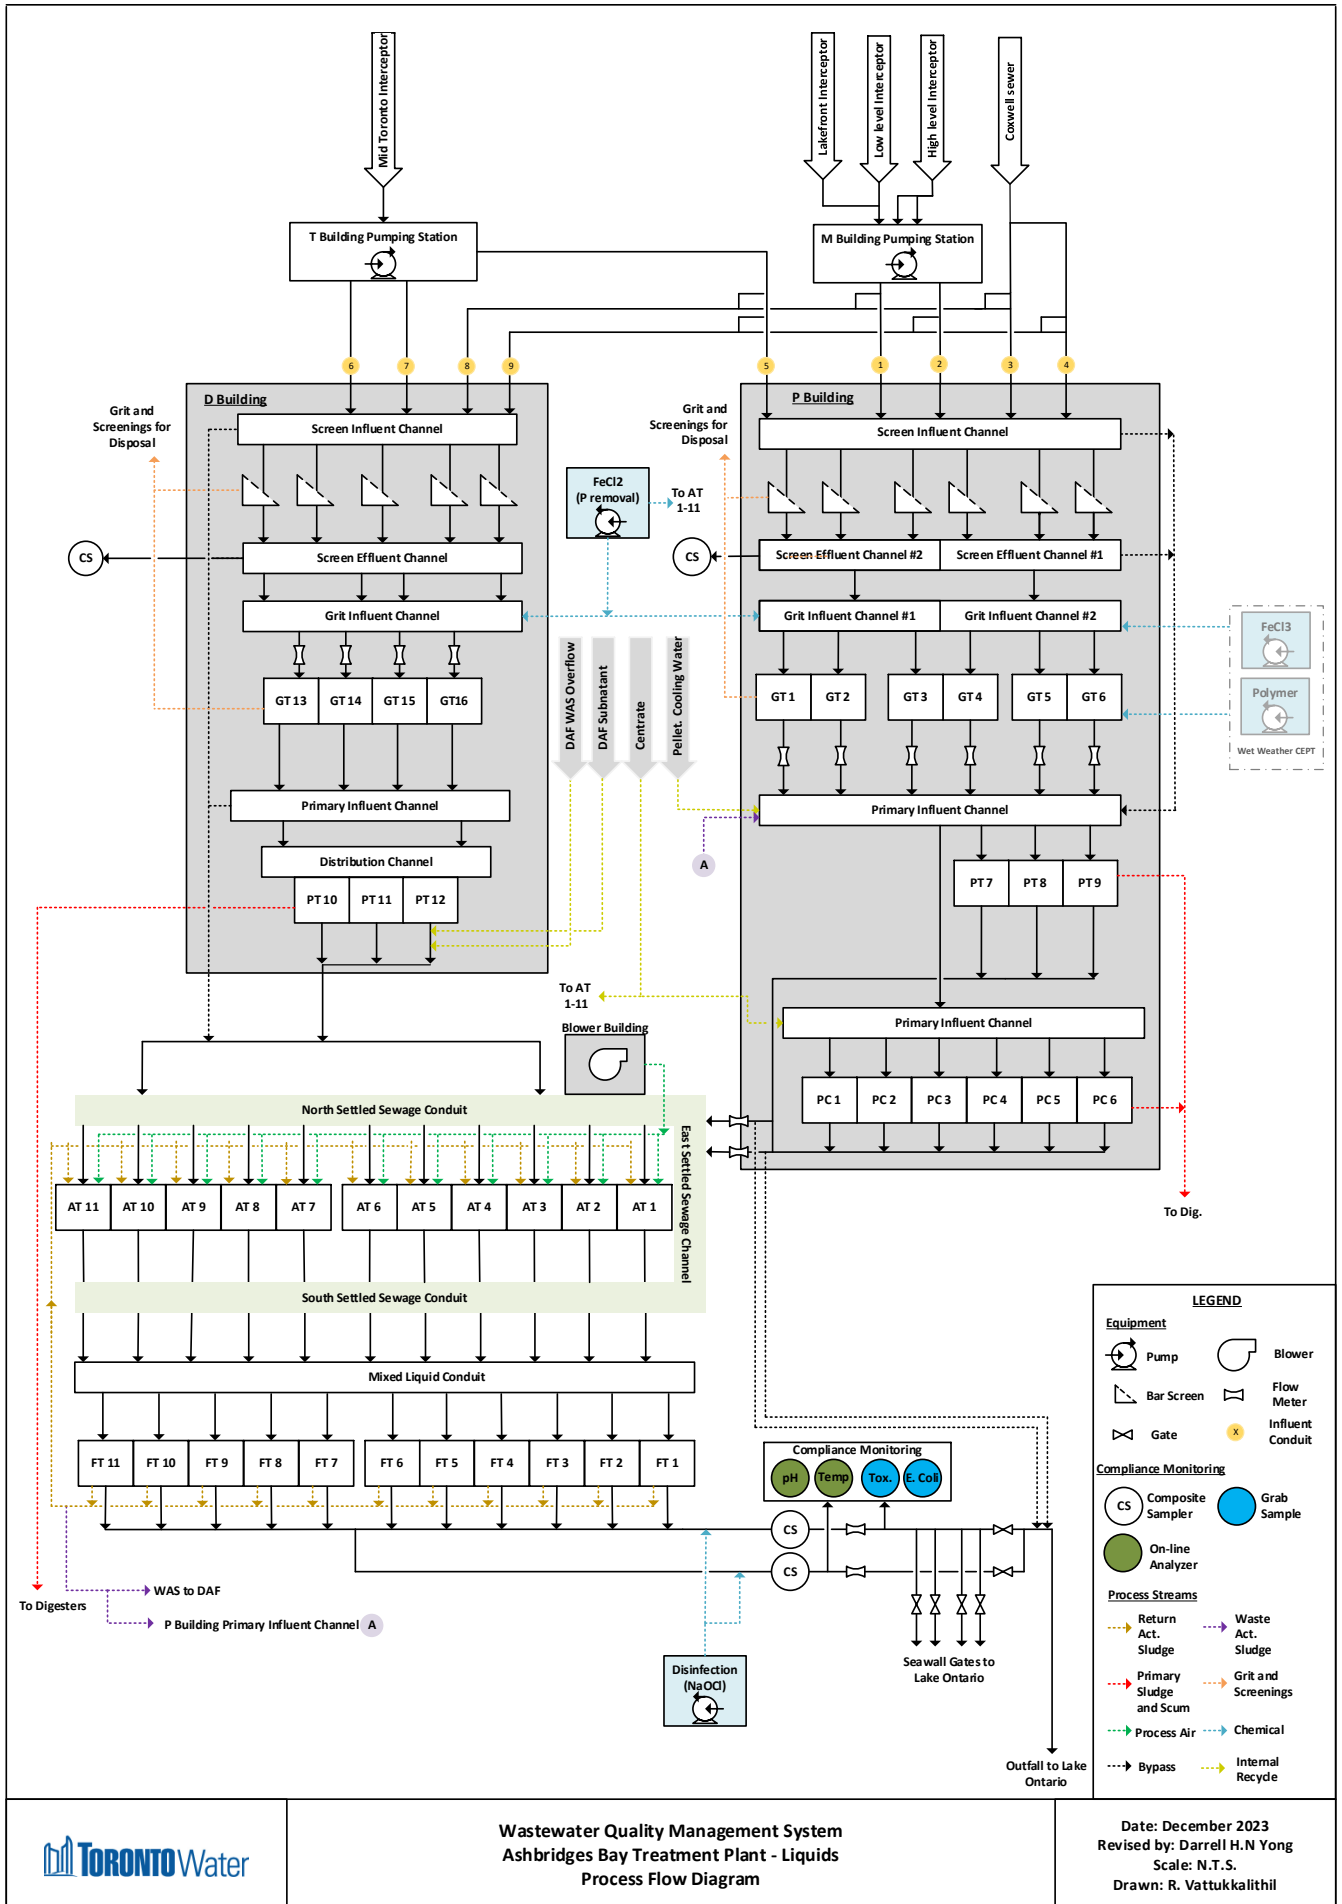 Mid Toronto Interceptor
Lakefront Interceptor
Low level Interceptor
High level Interceptor
Coxwell sewer
T Building Pumping Station
M Building Pumping Station
6
7
8
9
5
1
2
3
4
D Building
P Building
Grit and
Screenings for
Disposal
Screen Influent Channel
Grit and
Screenings for
Disposal
Screen Influent Channel
FeCl2
(P removal)
To AT
1-11
CS
Screen Effluent Channel
CS
Screen Effluent Channel #2
Screen Effluent Channel #1
Grit Influent Channel
Grit Influent Channel #1
Grit Influent Channel #2
FeCl3
Polymer
Wet Weather CEPT
DAF WAS Overflow
DAF Subnatant
Centrate
Pellet. Cooling Water
GT 13
GT 14
GT 15
GT16
GT 1
GT 2
GT 3
GT 4
GT 5
GT 6
Primary Influent Channel
Primary Influent Channel
Distribution Channel
A
PT 10
PT 11
PT 12
PT 7
PT 8
PT 9
To AT
1-11
Primary Influent Channel
Blower Building
PC 1
PC 2
PC 3
PC 4
PC 5
PC 6
North Settled Sewage Conduit
East Settled Sewage Channel
AT 11
AT 10
AT 9
AT 8
AT 7
AT 6
AT 5
AT 4
AT 3
AT 2
AT 1
To Dig.
South Settled Sewage Conduit
Mixed Liquid Conduit
FT 11
FT 10
FT 9
FT 8
FT 7
FT 6
FT 5
FT 4
FT 3
FT 2
FT 1
Compliance Monitoring
pH
Temp
Tox.
E. Coli
CS
CS
To Digesters
WAS to DAF
P Building Primary Influent Channel
A
Disinfection
(NaOCl)
Seawall Gates to
Lake Ontario
Outfall to Lake
Ontario
LEGEND
Equipment
Pump
Blower
Bar Screen
Flow
Meter
Gate
X
Influent
Conduit
Compliance Monitoring
CS
Composite
Sampler
Grab
Sample
On-line
Analyzer
Process Streams
Return
Act.
Sludge
Waste
Act.
Sludge
Primary
Sludge
and Scum
Grit and
Screenings
Process Air
Chemical
Bypass
Internal
Recycle
TORONTO Water
Wastewater Quality Management System
Ashbridges Bay Treatment Plant - Liquids
Process Flow Diagram
Date: December 2023
Revised by: Darrell H.N Yong
Scale: N.T.S.
Drawn: R. Vattukkalithil